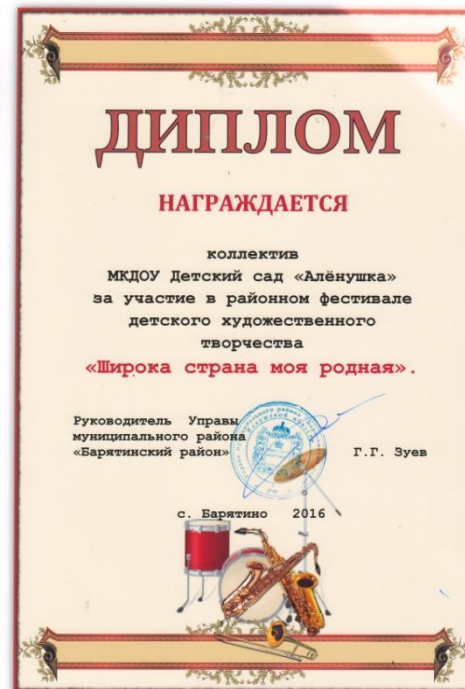 ДИПЛОМ
НАГРАЖДАЕТСЯ
коллектив
МКДОУ Детский сад «Алёнушка»
за участие в районном фестивале
детского художественного
творчества
«Широка страна моя родная».
Руководитель Управы
муниципального района
«Барятинский район» Г.Г. Зуев
с. Барятино 2016